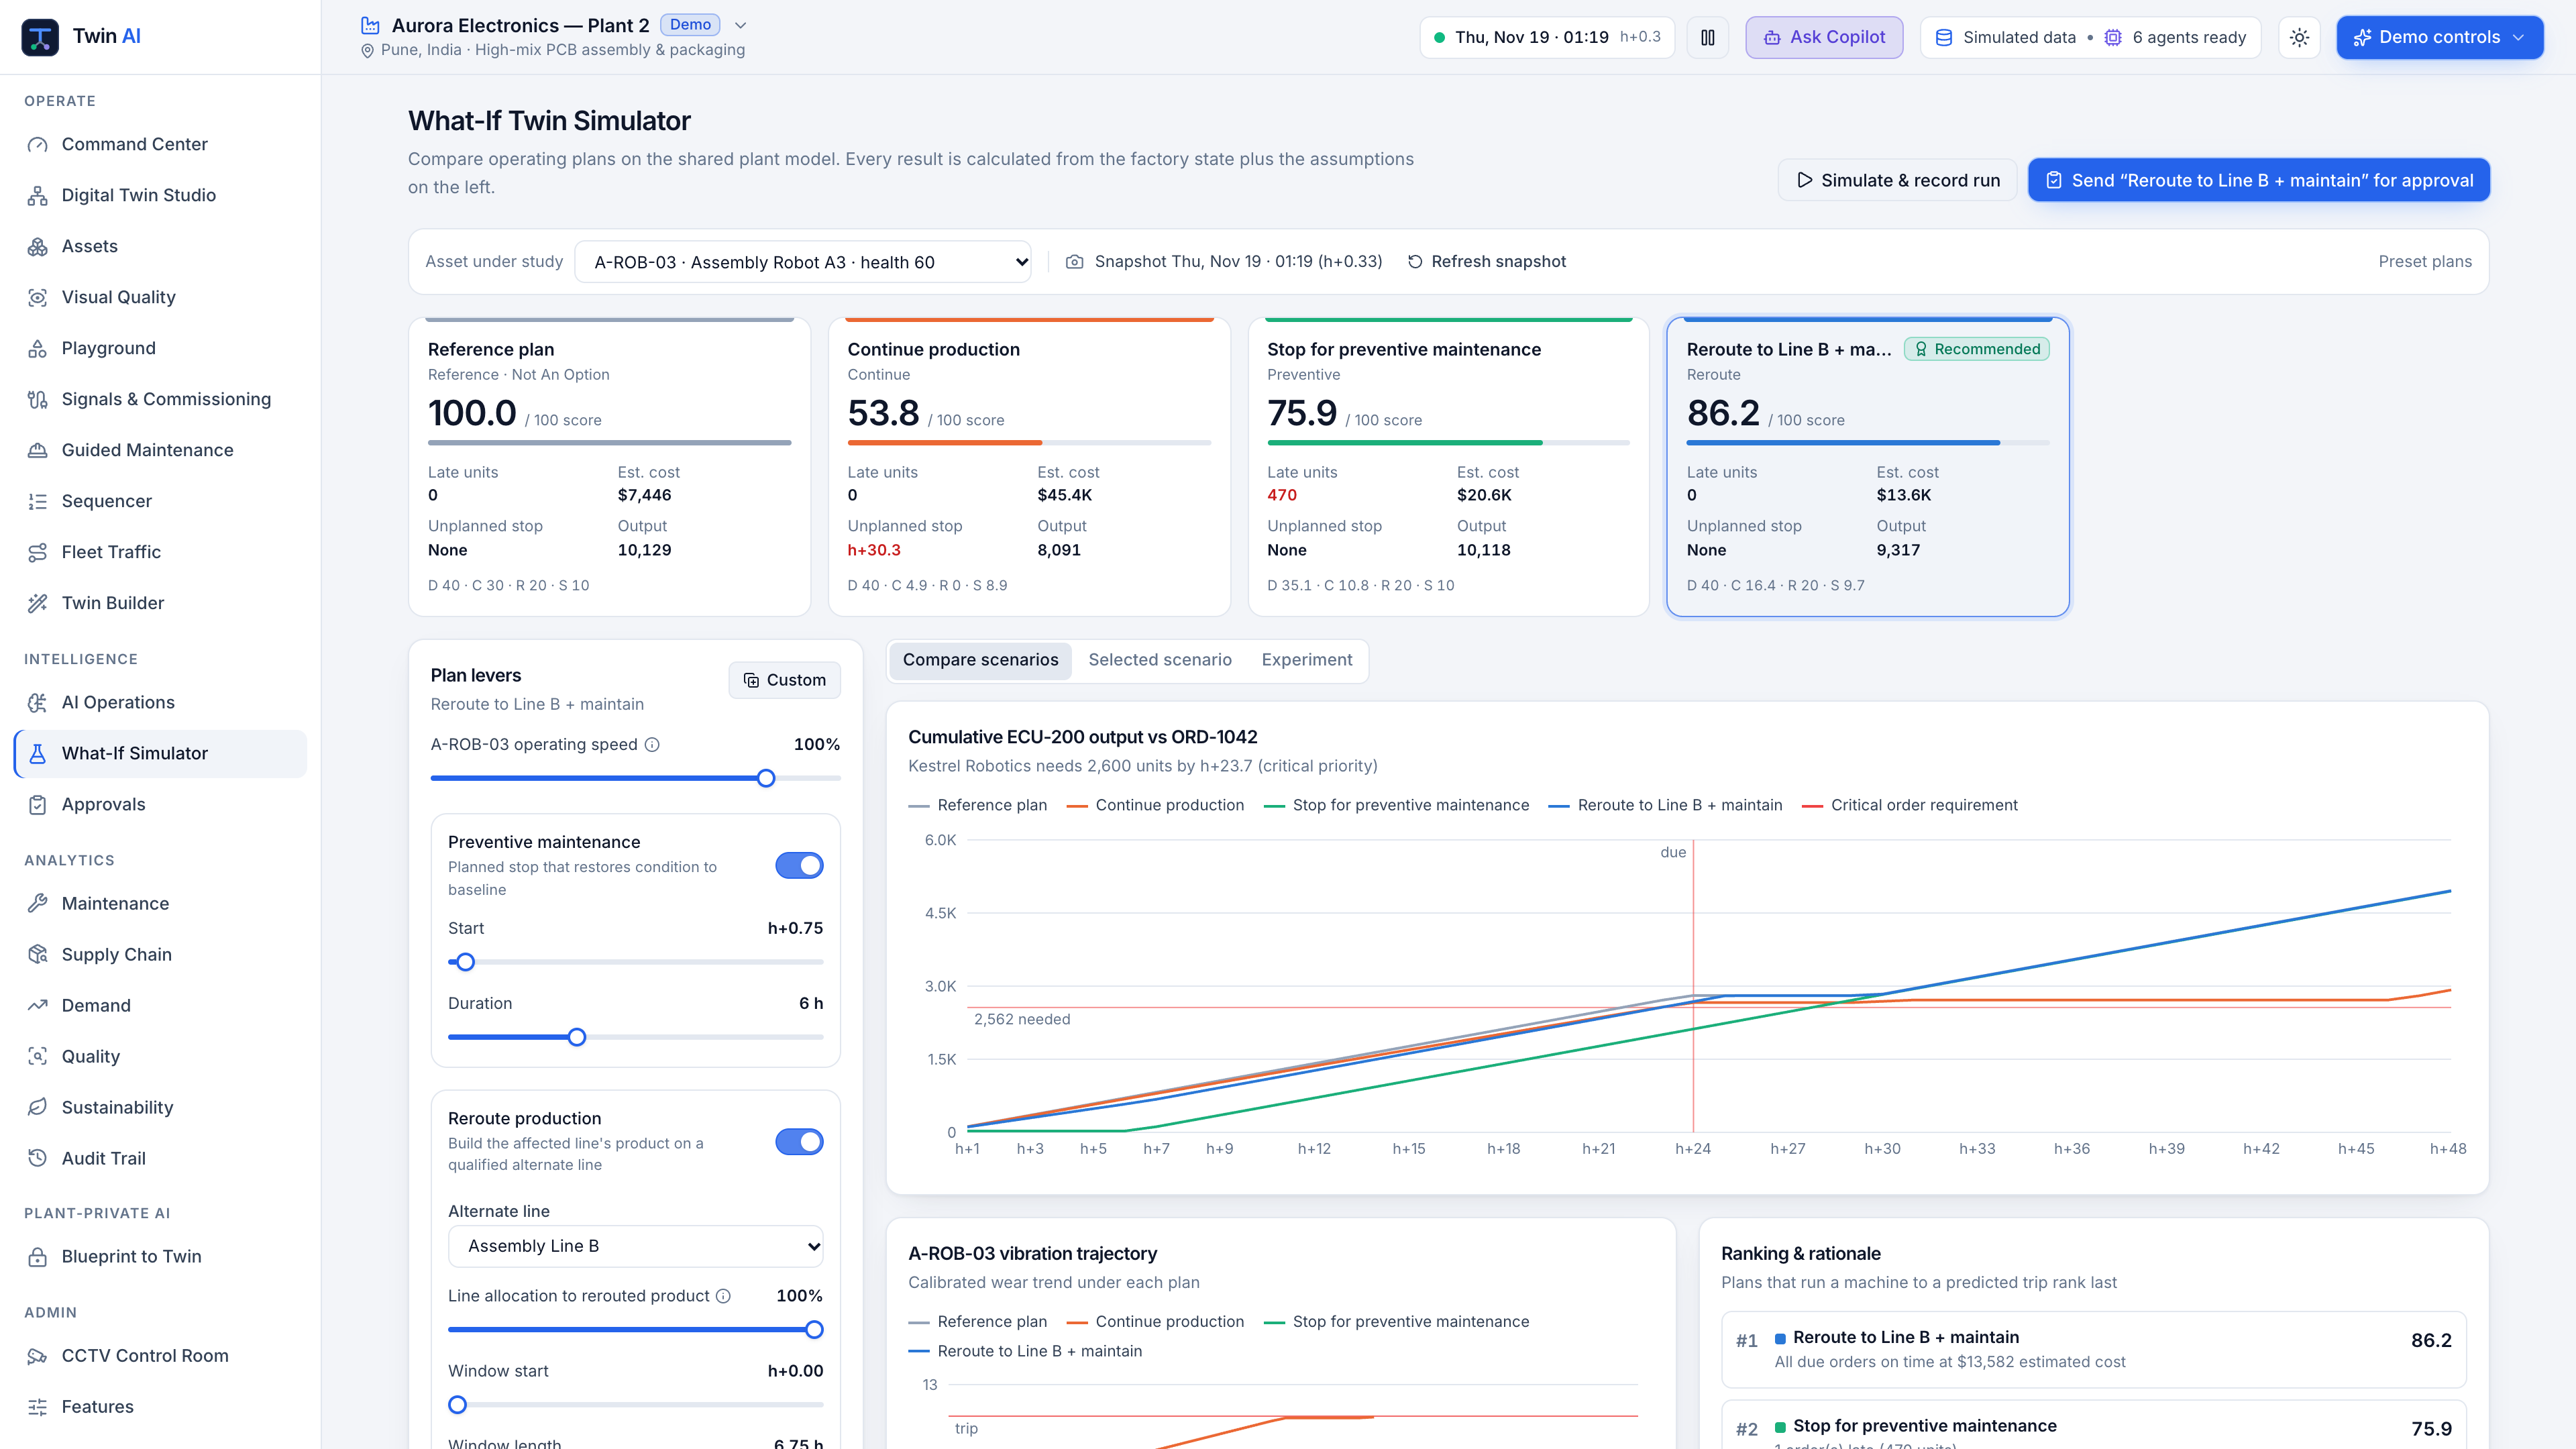 Twin AI
Aurora Electronics — Plant 2
Demo
Pune, India · High-mix PCB assembly & packaging
Thu, Nov 19 · 01:19 h+0.3
Ask Copilot
Simulated data • 6 agents ready
Demo controls
OPERATE
Command Center
Digital Twin Studio
Assets
Visual Quality
Playground
Signals & Commissioning
Guided Maintenance
Sequencer
Fleet Traffic
Twin Builder
INTELLIGENCE
AI Operations
What-If Simulator
Approvals
ANALYTICS
Maintenance
Supply Chain
Demand
Quality
Sustainability
Audit Trail
PLANT-PRIVATE AI
Blueprint to Twin
ADMIN
CCTV Control Room
Features
What-If Twin Simulator
Compare operating plans on the shared plant model. Every result is calculated from the factory state plus the assumptions
on the left.
Simulate & record run
Send “Reroute to Line B + maintain” for approval
Asset under study
A-ROB-03 · Assembly Robot A3 · health 60
Snapshot Thu, Nov 19 · 01:19 (h+0.33)
Refresh snapshot
Preset plans
Reference plan
Reference · Not An Option
100.0 / 100 score
Late units Est. cost
0 $7,446
Unplanned stop Output
None 10,129
D 40 · C 30 · R 20 · S 10
Continue production
Continue
53.8 / 100 score
Late units Est. cost
0 $45.4K
Unplanned stop Output
h+30.3 8,091
D 40 · C 4.9 · R 0 · S 8.9
Stop for preventive maintenance
Preventive
75.9 / 100 score
Late units Est. cost
470 $20.6K
Unplanned stop Output
None 10,118
D 35.1 · C 10.8 · R 20 · S 10
Reroute to Line B + ma... Recommended
Reroute
86.2 / 100 score
Late units Est. cost
0 $13.6K
Unplanned stop Output
None 9,317
D 40 · C 16.4 · R 20 · S 9.7
Plan levers
Custom
Reroute to Line B + maintain
A-ROB-03 operating speed 100%
Preventive maintenance
Planned stop that restores condition to
baseline
Start h+0.75
Duration 6 h
Reroute production
Build the affected line's product on a
qualified alternate line
Alternate line
Assembly Line B
Line allocation to rerouted product 100%
Window start h+0.00
Window length 6.75 h
Compare scenarios Selected scenario Experiment
Cumulative ECU-200 output vs ORD-1042
Kestrel Robotics needs 2,600 units by h+23.7 (critical priority)
Reference plan Continue production Stop for preventive maintenance Reroute to Line B + maintain Critical order requirement
6.0K
due
4.5K
3.0K
2,562 needed
1.5K
0
h+1 h+3 h+5 h+7 h+9 h+12 h+15 h+18 h+21 h+24 h+27 h+30 h+33 h+36 h+39 h+42 h+45 h+48
A-ROB-03 vibration trajectory
Calibrated wear trend under each plan
Reference plan Continue production Stop for preventive maintenance
Reroute to Line B + maintain
13
trip
Ranking & rationale
Plans that run a machine to a predicted trip rank last
#1 Reroute to Line B + maintain 86.2
All due orders on time at $13,582 estimated cost
#2 Stop for preventive maintenance 75.9
1 order(s) late (470 units)